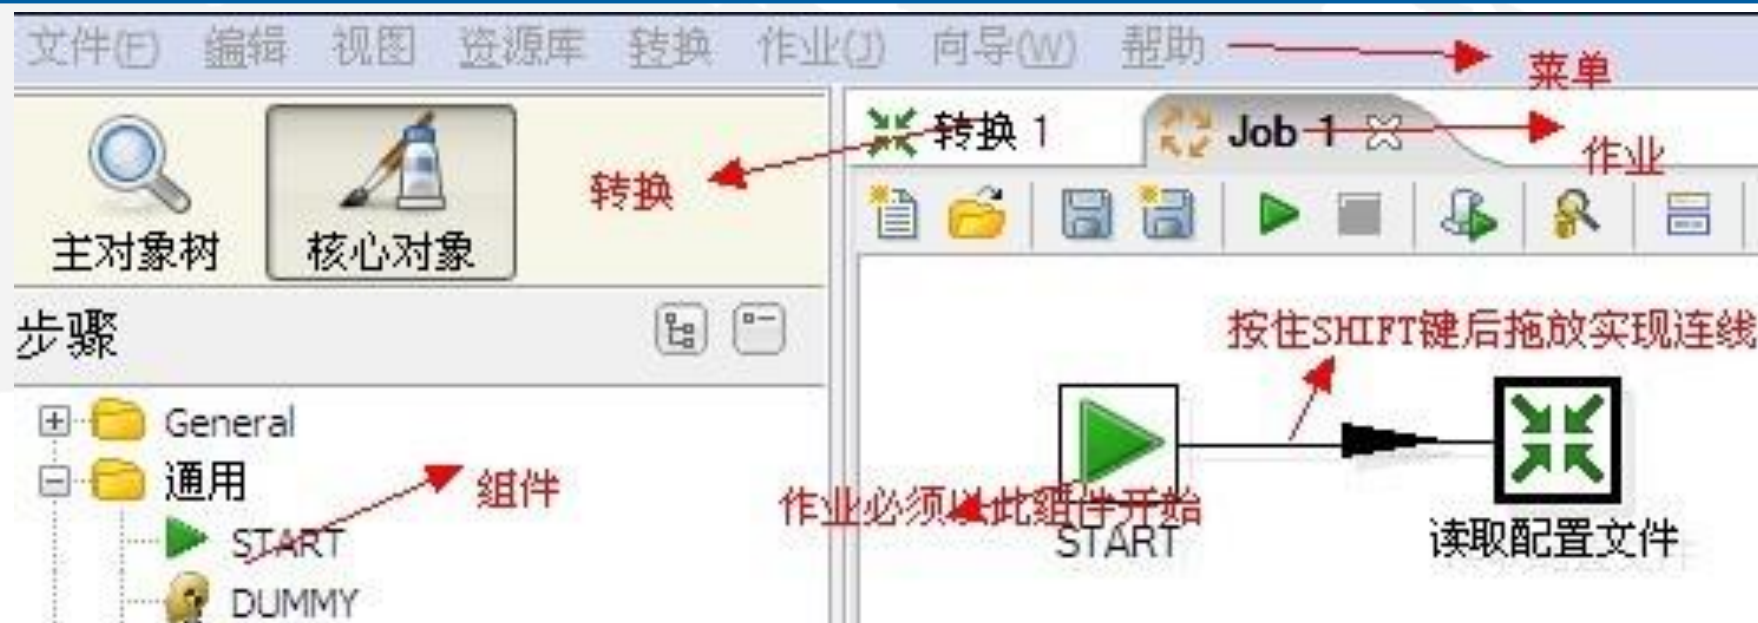 文件(F) 编辑 视图 资源库 转换 作业(J) 向导(W) 帮助
菜单
转换 1
Job 1
作业
转换
主对象树
核心对象
步骤
按住SHIFT键后拖放实现连线
General
通用
组件
作业必须以此组件开始
START
START
读取配置文件
DUMMY